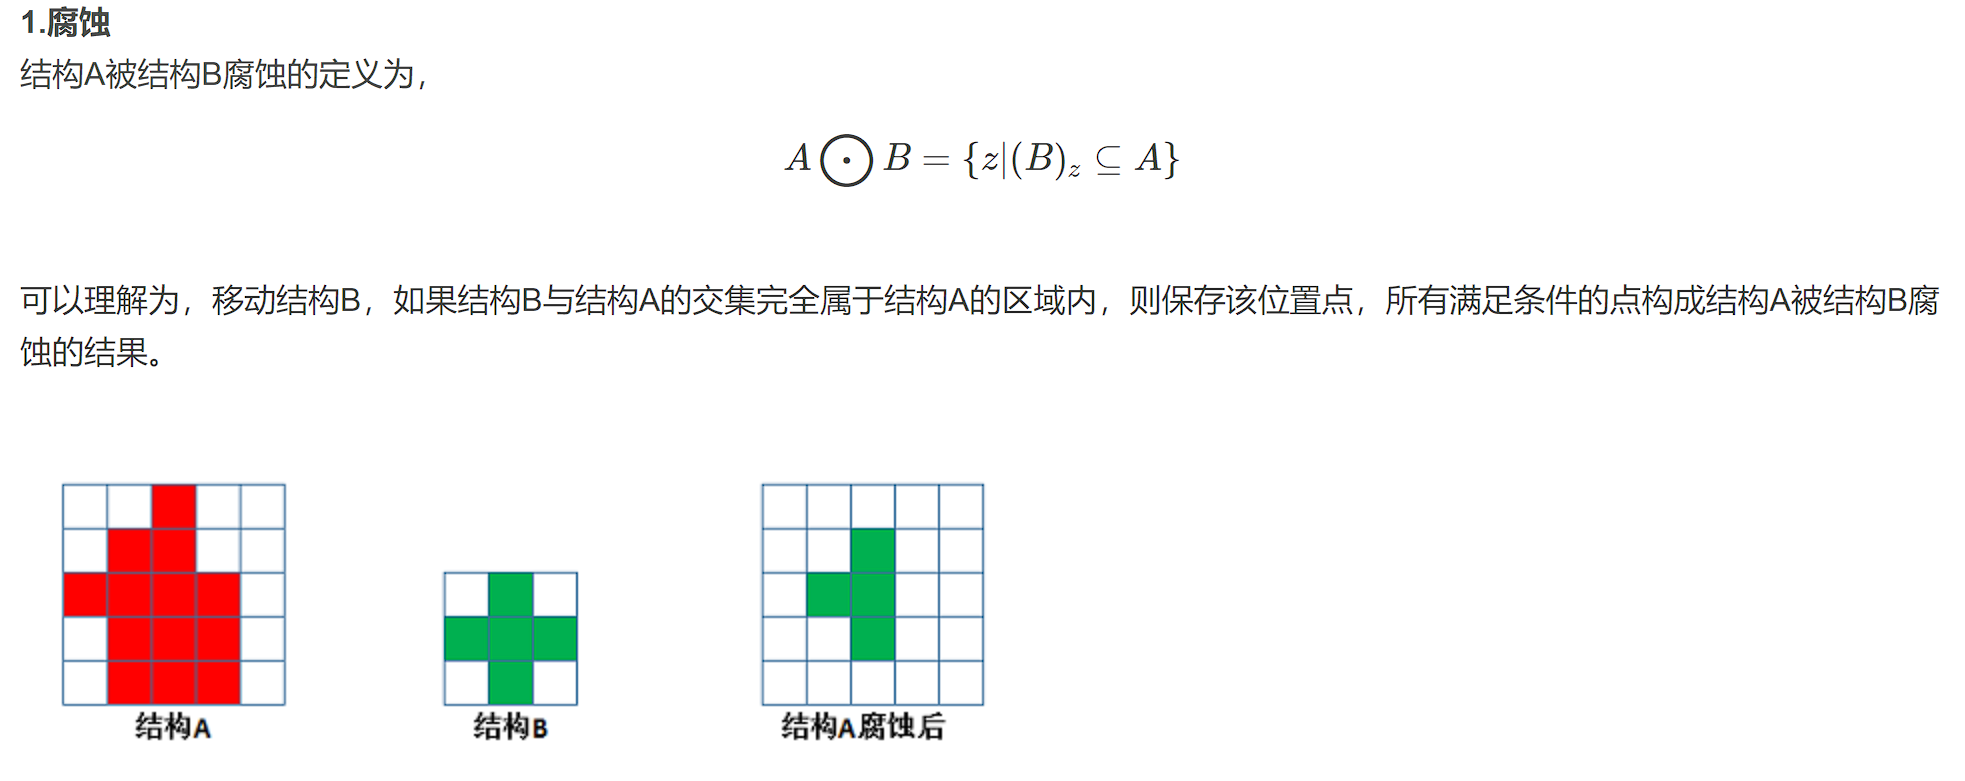 1.腐蚀
结构A被结构B腐蚀的定义为，
A⨀B = {z|(B)z ⊆ A}
可以理解为，移动结构B，如果结构B与结构A的交集完全属于结构A的区域内，则保存该位置点，所有满足条件的点构成结构A被结构B腐
蚀的结果。
结构A
结构B
结构A腐蚀后